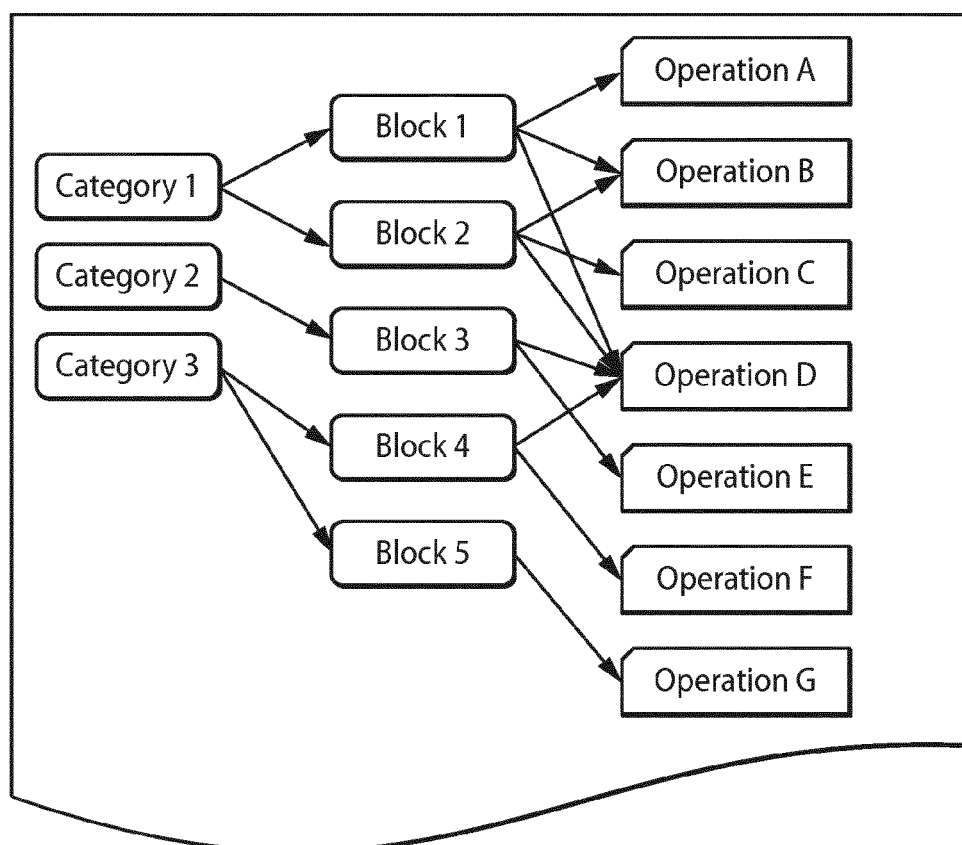 Category 1
Category 2
Category 3
Block 1
Block 2
Block 3
Block 4
Block 5
Operation A
Operation B
Operation C
Operation D
Operation E
Operation F
Operation G